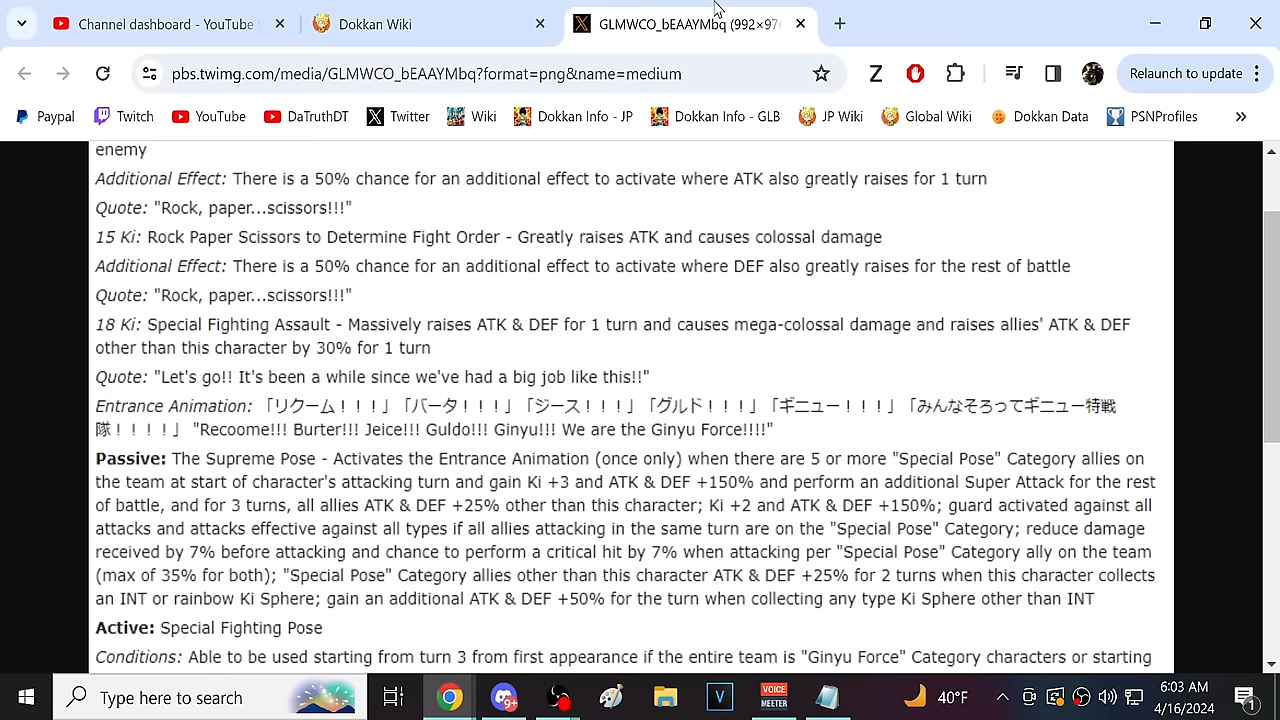 Channel dashboard - YouTube S
Dokkan Wiki
GLMWCO_bEAAYMbq (992×97
pbs.twimg.com/media/GLMWCO_bEAAYMbq?format=png&name=medium
Z
Relaunch to update
Paypal
Twitch
YouTube
DaTruthDT
Twitter
Wiki
Dokkan Info - JP
Dokkan Info - GLB
JP Wiki
Global Wiki
Dokkan Data
PSNProfiles
enemy
Additional Effect: There is a 50% chance for an additional effect to activate where ATK also greatly raises for 1 turn
Quote: "Rock, paper...scissors!!!"
15 Ki: Rock Paper Scissors to Determine Fight Order - Greatly raises ATK and causes colossal damage
Additional Effect: There is a 50% chance for an additional effect to activate where DEF also greatly raises for the rest of battle
Quote: "Rock, paper...scissors!!!"
18 Ki: Special Fighting Assault - Massively raises ATK & DEF for 1 turn and causes mega-colossal damage and raises allies' ATK & DEF
other than this character by 30% for 1 turn
Quote: "Let's go!! It's been a while since we've had a big job like this!!"
Entrance Animation: 「リクーム！！！」「バータ！！！」「ジース！！！」「グルド！！！」「ギニュー！！！」「みんなそろってギニュー特戦
隊！！！！」 "Recoome!!! Burter!!! Jeice!!! Guldo!!! Ginyu!!! We are the Ginyu Force!!!!"
Passive: The Supreme Pose - Activates the Entrance Animation (once only) when there are 5 or more "Special Pose" Category allies on
the team at start of character's attacking turn and gain Ki +3 and ATK & DEF +150% and perform an additional Super Attack for the rest
of battle, and for 3 turns, all allies ATK & DEF +25% other than this character; Ki +2 and ATK & DEF +150%; guard activated against all
attacks and attacks effective against all types if all allies attacking in the same turn are on the "Special Pose" Category; reduce damage
received by 7% before attacking and chance to perform a critical hit by 7% when attacking per "Special Pose" Category ally on the team
(max of 35% for both); "Special Pose" Category allies other than this character ATK & DEF +25% for 2 turns when this character collects
an INT or rainbow Ki Sphere; gain an additional ATK & DEF +50% for the turn when collecting any type Ki Sphere other than INT
Active: Special Fighting Pose
Conditions: Able to be used starting from turn 3 from first appearance if the entire team is "Ginyu Force" Category characters or starting
Type here to search
9+
V
VOICE
MEETER
40°F
6:03 AM
4/16/2024
1